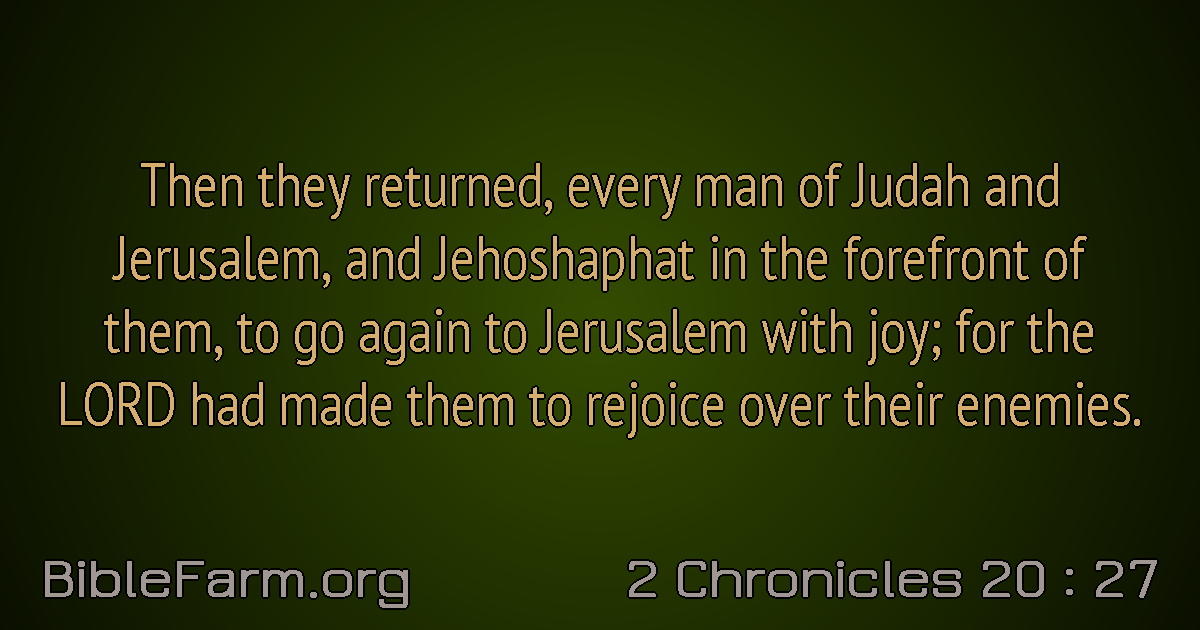 Then they returned, every man of Judah and
Jerusalem, and Jehoshaphat in the forefront of
them, to go again to Jerusalem with joy; for the
LORD had made them to rejoice over their enemies.
BibleFarm.org
2 Chronicles 20 : 27